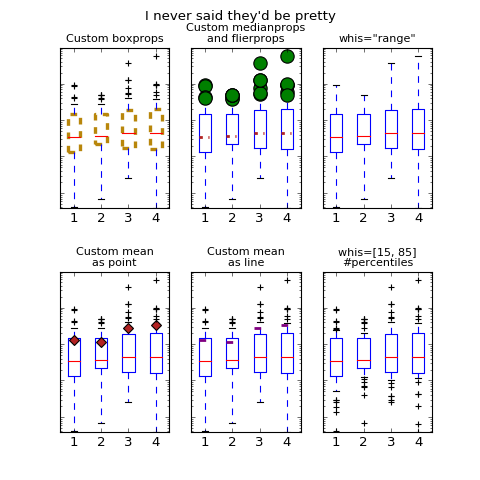 I never said they'd be pretty
Custom boxprops
Custom medianprops
and flierprops
whis="range"
1 2 3 4
1 2 3 4
1 2 3 4
Custom mean
as point
Custom mean
as line
whis=[15, 85]
#percentiles
1 2 3 4
1 2 3 4
1 2 3 4